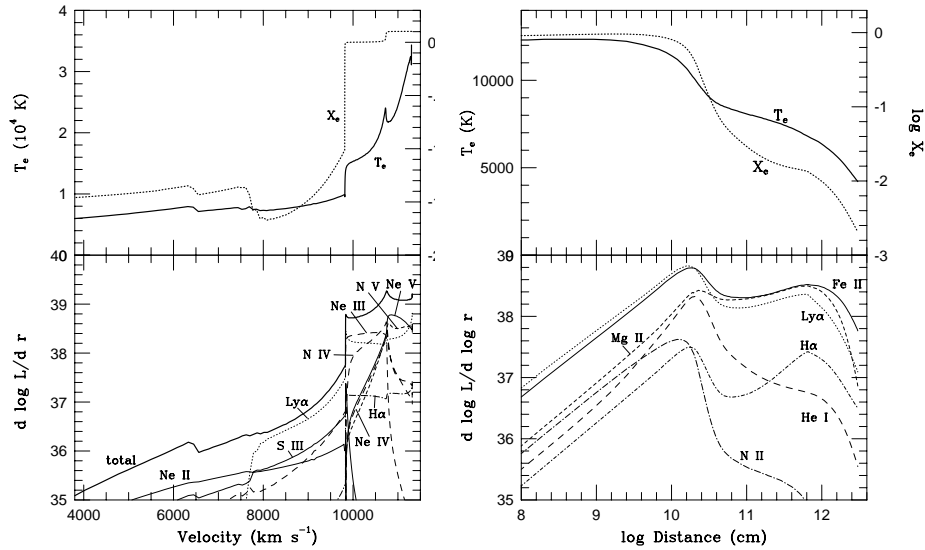 4
3
2
1
40
T_e (10^4 K)
X_e
T_e
0
-
-
-
-2
10000
5000
39
T_e (K)
T_e
X_e
0
-1
-2
-3
log X_e
39
38
37
36
35
d log L/d r
N V
Ne V
Ne III
N IV
Lyα
Hα
S III
Ne IV
total
Ne II
4000
6000
8000
10000
Velocity (km s^-1)
39
38
37
36
35
d log L/d log r
Fe II
Lyα
Mg II
Hα
He I
N II
8
9
10
11
12
log Distance (cm)